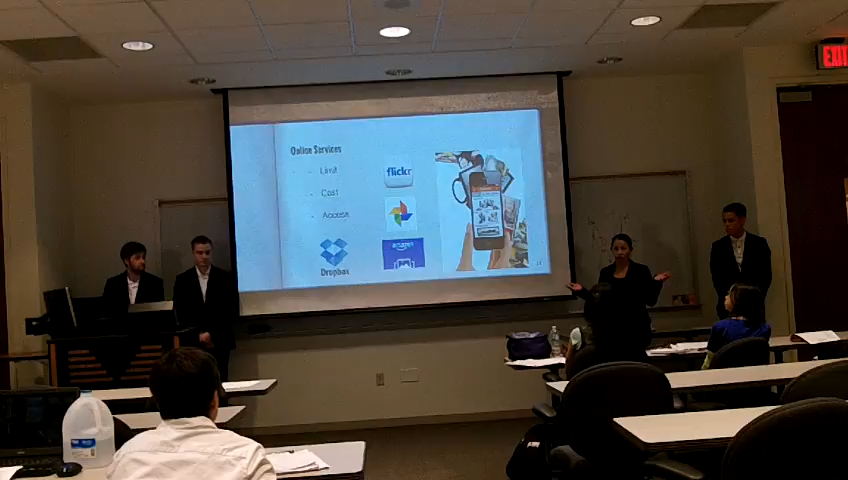 EXIT
Online Services
- Limit
- Cost
- Access
flickr
amazon
Dropbox